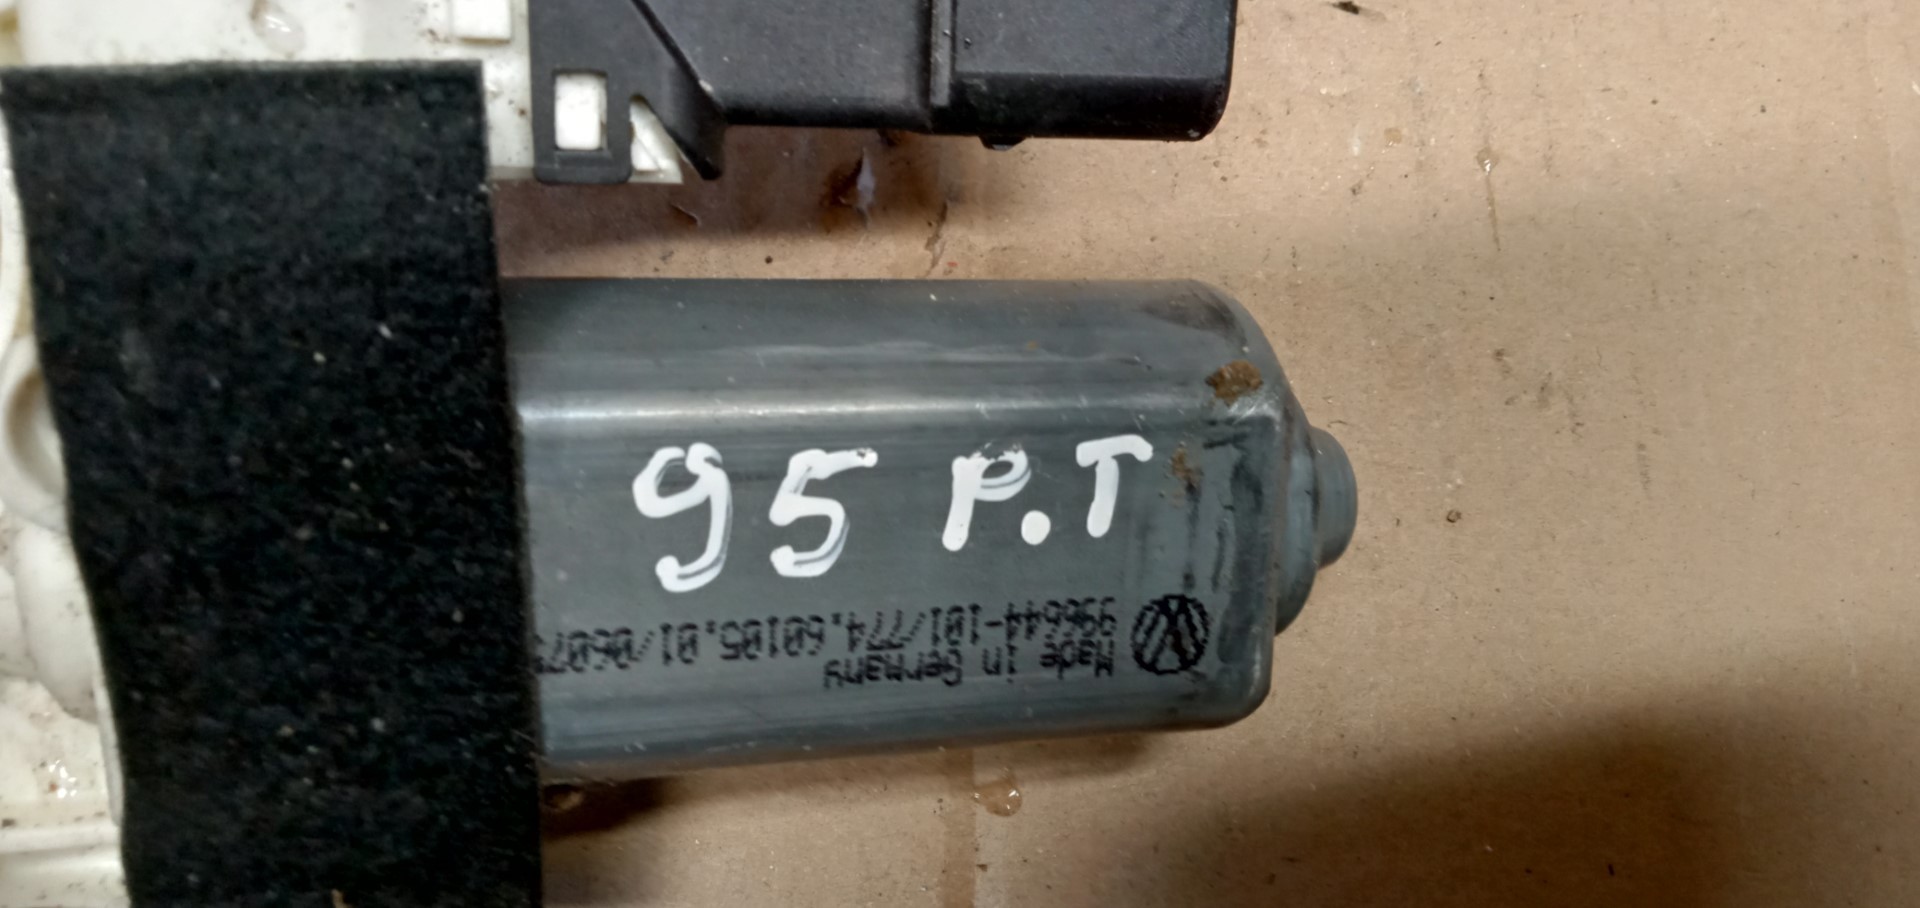 95 P.T
Made in Germany
996644-101/774.60105.01/0607